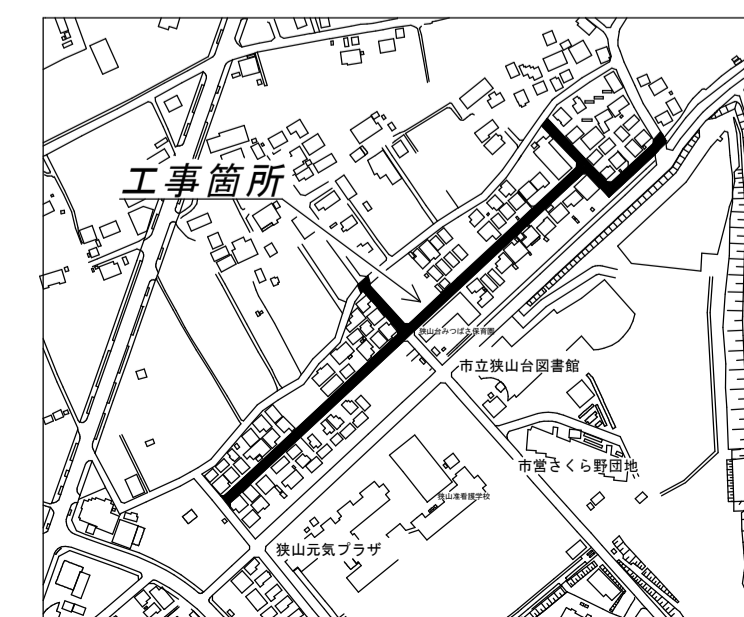 工事箇所
狭山台みつばさ保育園
市立狭山台図書館
市営さくら野団地
狭山准看護学校
狭山元気プラザ